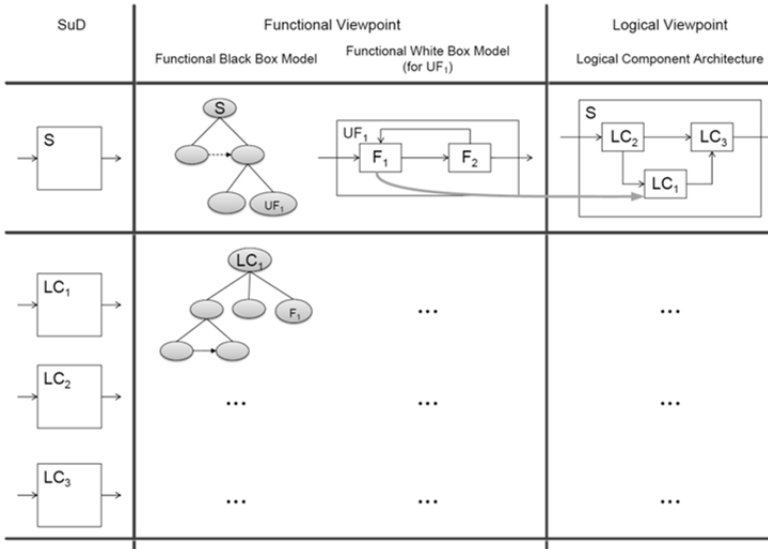 SuD
Functional Viewpoint
Logical Viewpoint
Functional Black Box Model
Functional White Box Model
(for UF₁)
Logical Component Architecture
S
S
UF₁
UF₁
F₁
F₂
S
LC₂
LC₃
LC₁
LC₁
LC₁
F₁
...
...
LC₂
...
...
...
LC₃
...
...
...